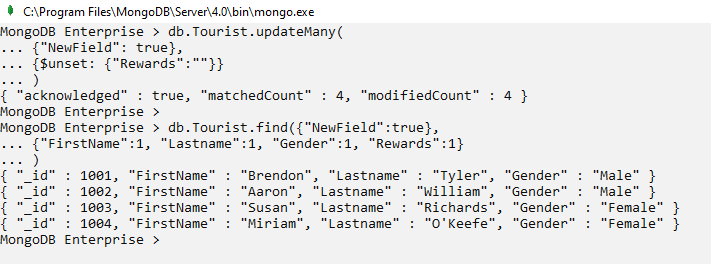 C:\Program Files\MongoDB\Server\4.0\bin\mongo.exe
MongoDB Enterprise > db.Tourist.updateMany(
... {"NewField": true},
... {$unset: {"Rewards":""}}
... )
{ "acknowledged" : true, "matchedCount" : 4, "modifiedCount" : 4 }
MongoDB Enterprise >
MongoDB Enterprise > db.Tourist.find({"NewField":true},
... {"FirstName":1, "Lastname":1, "Gender":1, "Rewards":1}
... )
{ "_id" : 1001, "FirstName" : "Brendon", "Lastname" : "Tyler", "Gender" : "Male" }
{ "_id" : 1002, "FirstName" : "Aaron", "Lastname" : "William", "Gender" : "Male" }
{ "_id" : 1003, "FirstName" : "Susan", "Lastname" : "Richards", "Gender" : "Female" }
{ "_id" : 1004, "FirstName" : "Miriam", "Lastname" : "O'Keefe", "Gender" : "Female" }
MongoDB Enterprise >